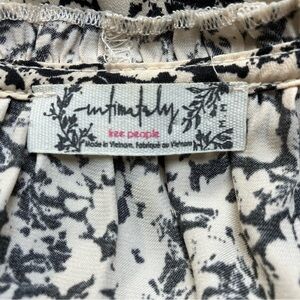 intimately
free people
Made in Vietnam. Fabriqué au Vietnam
M